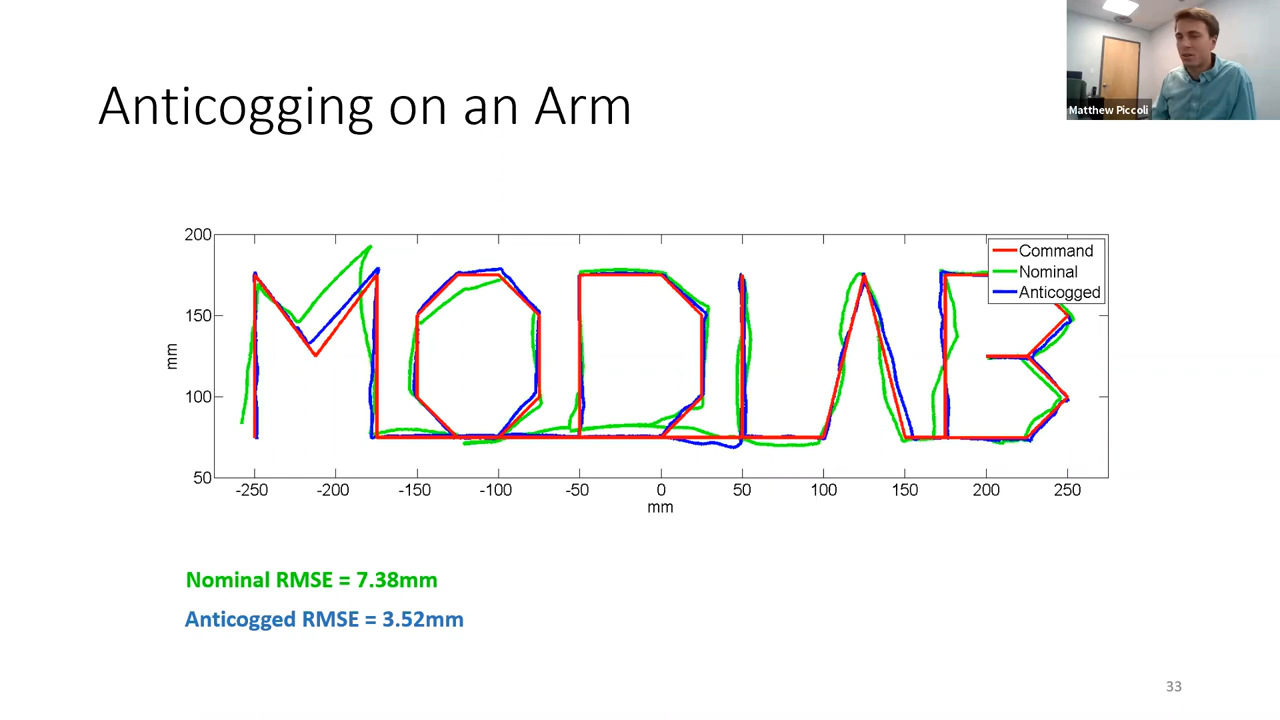 Matthew Piccoli
Anticogging on an Arm
200
150
100
50
mm
Command
Nominal
Anticogged
-250 -200 -150 -100 -50 0 50 100 150 200 250
mm
MODLAB
Nominal RMSE = 7.38mm
Anticogged RMSE = 3.52mm
33